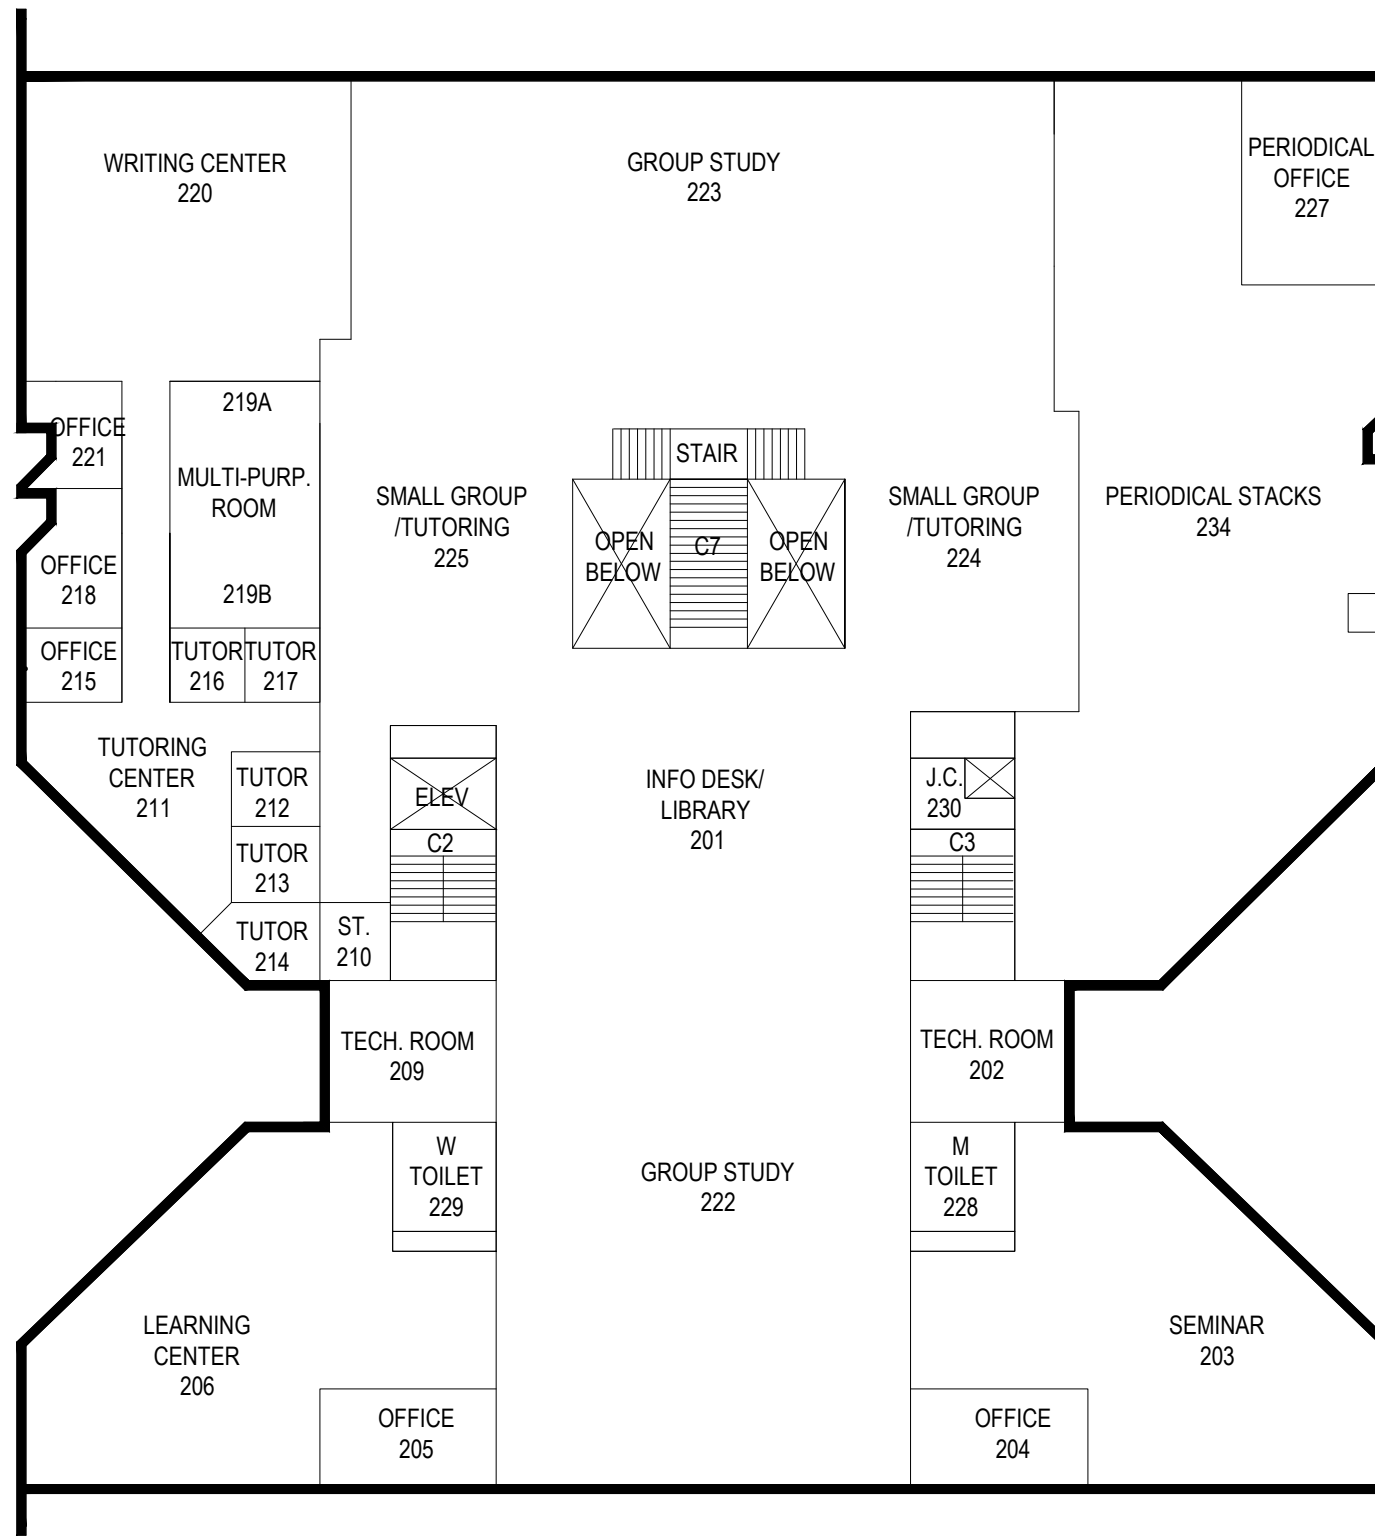 WRITING CENTER
220
GROUP STUDY
223
PERIODICAL
OFFICE
227
OFFICE
221
219A
MULTI-PURP.
ROOM
219B
STAIR
SMALL GROUP
/TUTORING
225
OPEN
BELOW
C7
OPEN
BELOW
SMALL GROUP
/TUTORING
224
PERIODICAL STACKS
234
OFFICE
218
OFFICE
215
TUTOR
216
TUTOR
217
TUTORING
CENTER
211
TUTOR
212
TUTOR
213
TUTOR
214
ST.
210
ELEV
C2
INFO DESK/
LIBRARY
201
J.C.
230
C3
TECH. ROOM
209
TECH. ROOM
202
W
TOILET
229
GROUP STUDY
222
M
TOILET
228
LEARNING
CENTER
206
SEMINAR
203
OFFICE
205
OFFICE
204